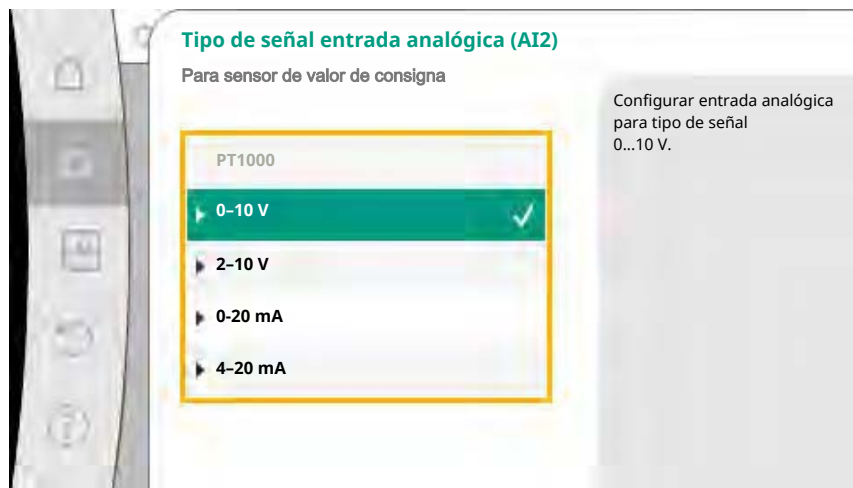 Tipo de señal entrada analógica (AI2)
Para sensor de valor de consigna
PT1000
0–10 V
2–10 V
0-20 mA
4–20 mA
Configurar entrada analógica
para tipo de señal
0...10 V.